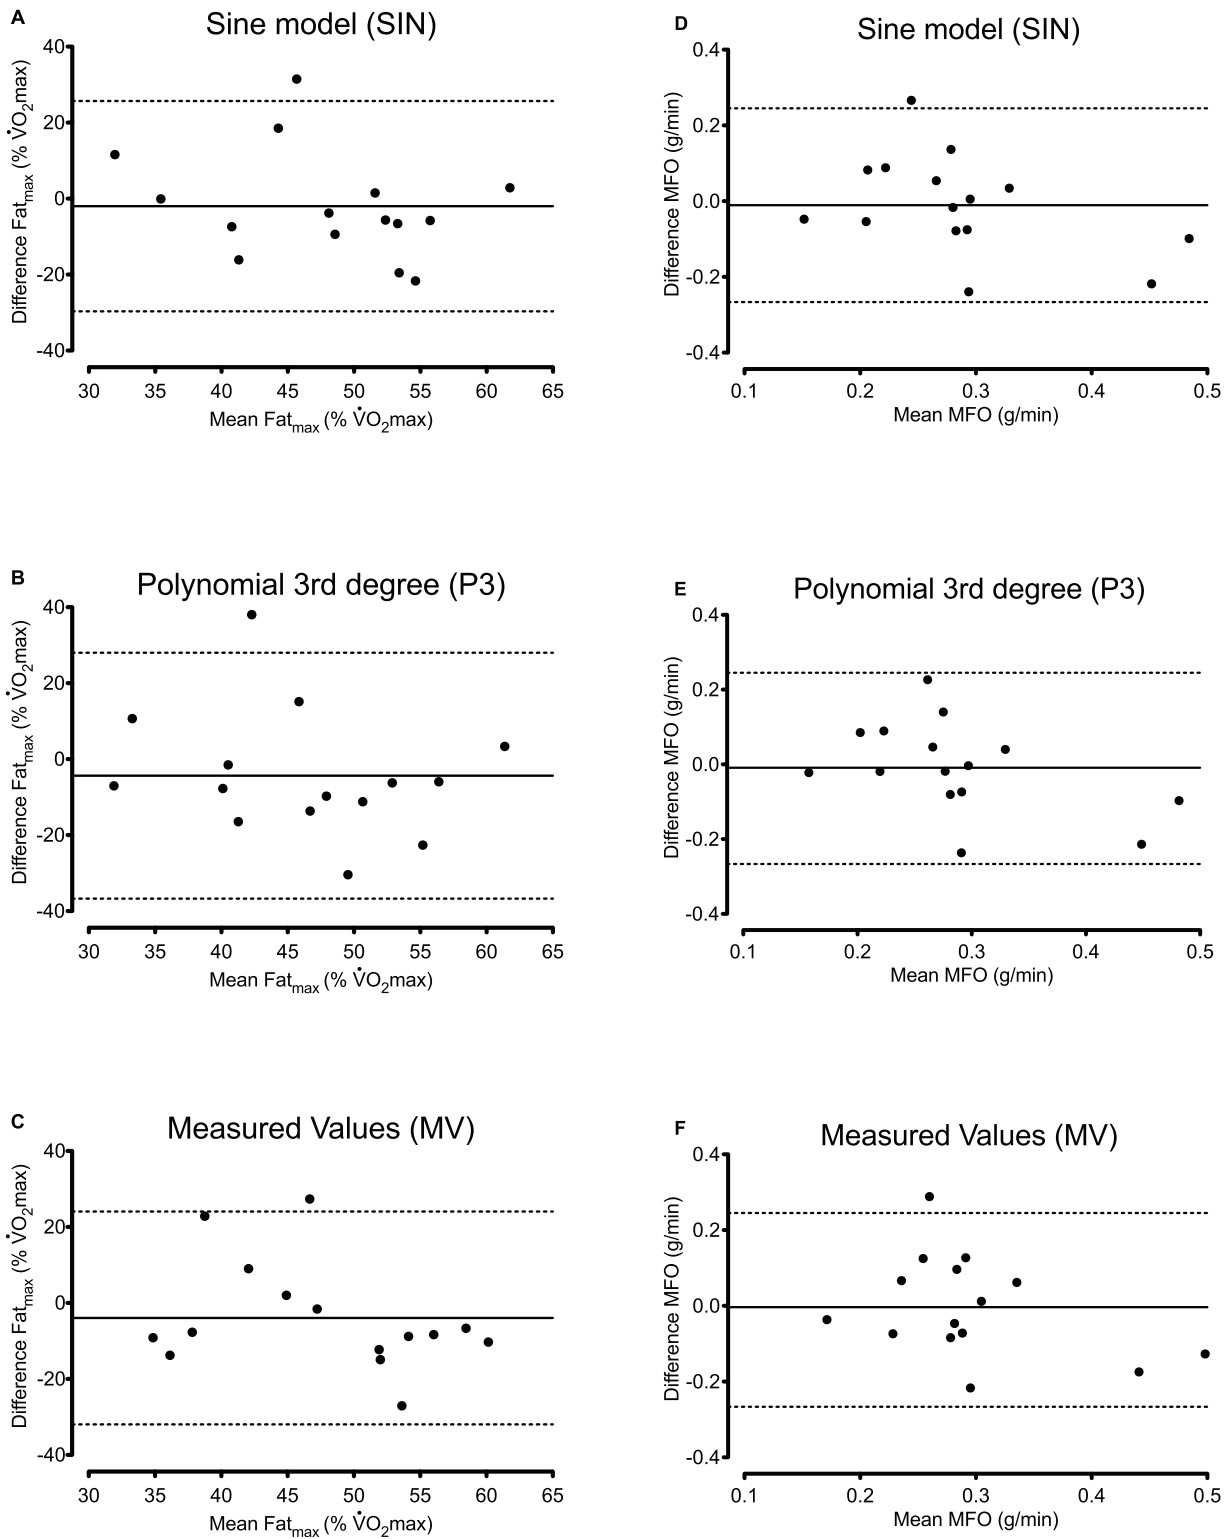 A
Sine model (SIN)
40
20
0
-20
-40
Difference Fatmax (% V̇O2max)
30 35 40 45 50 55 60 65
Mean Fatmax (% V̇O2max)
D
Sine model (SIN)
0.4
0.2
0.0
-0.2
-0.4
Difference MFO (g/min)
0.1 0.2 0.3 0.4 0.5
Mean MFO (g/min)
B
Polynomial 3rd degree (P3)
40
20
0
-20
-40
Difference Fatmax (% V̇O2max)
30 35 40 45 50 55 60 65
Mean Fatmax (% V̇O2max)
E
Polynomial 3rd degree (P3)
0.4
0.2
0.0
-0.2
-0.4
Difference MFO (g/min)
0.1 0.2 0.3 0.4 0.5
Mean MFO (g/min)
C
Measured Values (MV)
40
20
0
-20
-40
Difference Fatmax (% V̇O2max)
30 35 40 45 50 55 60 65
Mean Fatmax (% V̇O2max)
F
Measured Values (MV)
0.4
0.2
0.0
-0.2
-0.4
Difference MFO (g/min)
0.1 0.2 0.3 0.4 0.5
Mean MFO (g/min)